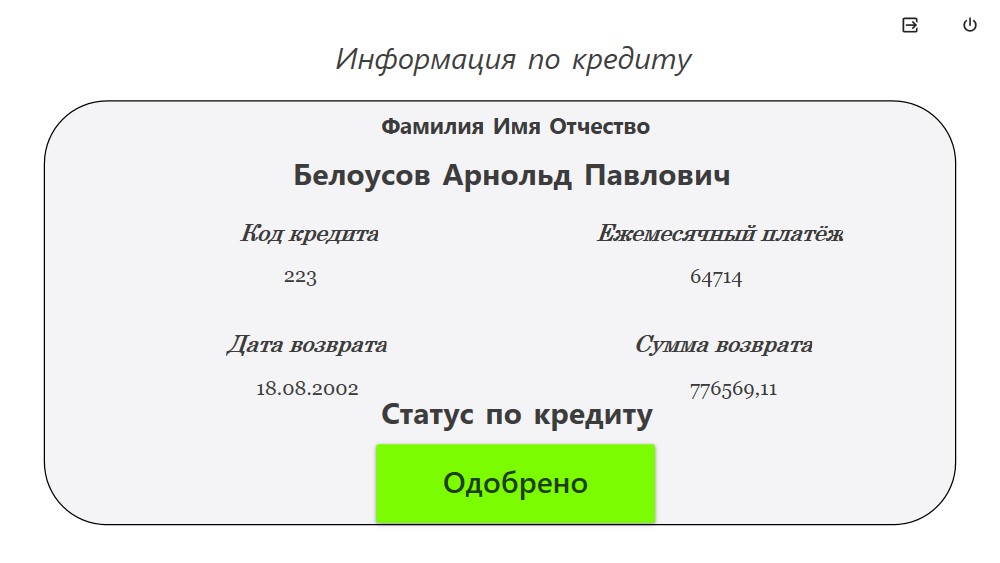 Информация по кредиту
Фамилия Имя Отчество
Белоусов Арнольд Павлович
Код кредита
Ежемесячный платёж
223
64714
Дата возврата
Сумма возврата
18.08.2002
776569,11
Статус по кредиту
Одобрено